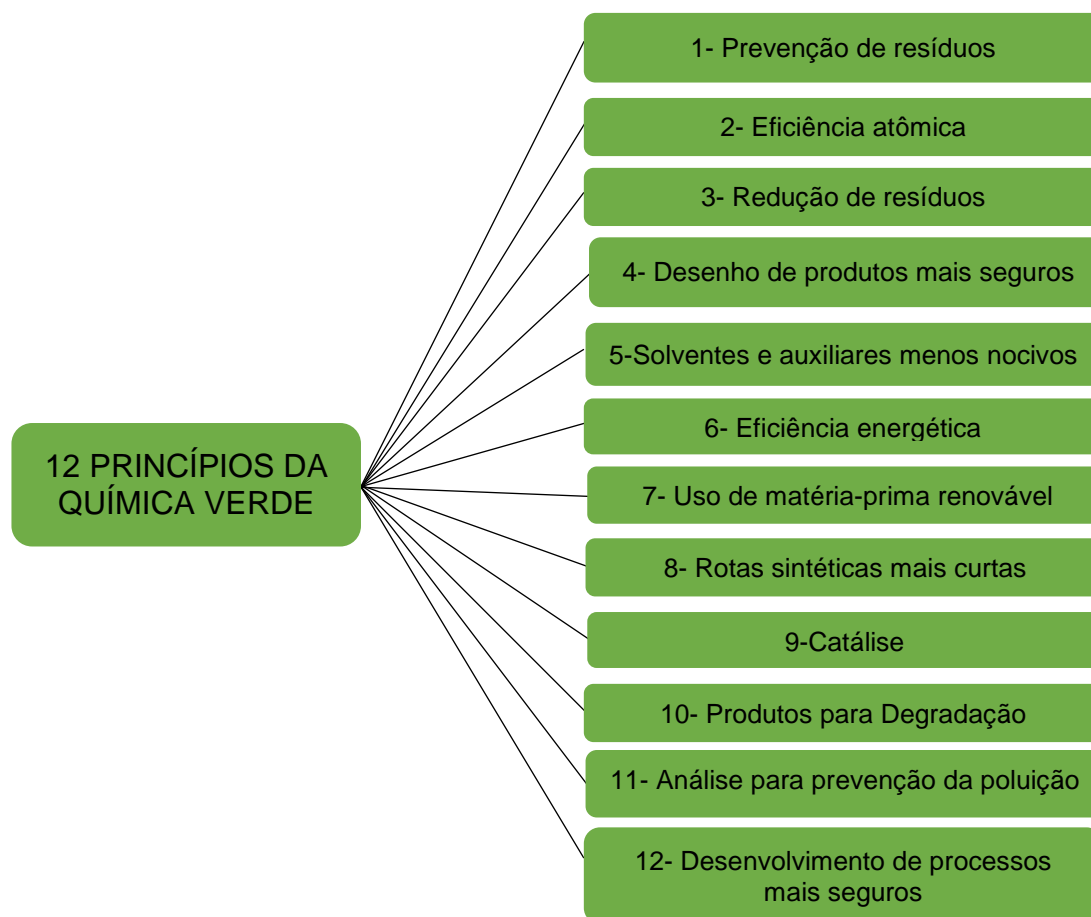 1- Prevenção de resíduos
2- Eficiência atômica
3- Redução de resíduos
4- Desenho de produtos mais seguros
5-Solventes e auxiliares menos nocivos
6- Eficiência energética
12 PRINCÍPIOS DA
QUÍMICA VERDE
7- Uso de matéria-prima renovável
8- Rotas sintéticas mais curtas
9-Catálise
10- Produtos para Degradação
11- Análise para prevenção da poluição
12- Desenvolvimento de processos
mais seguros